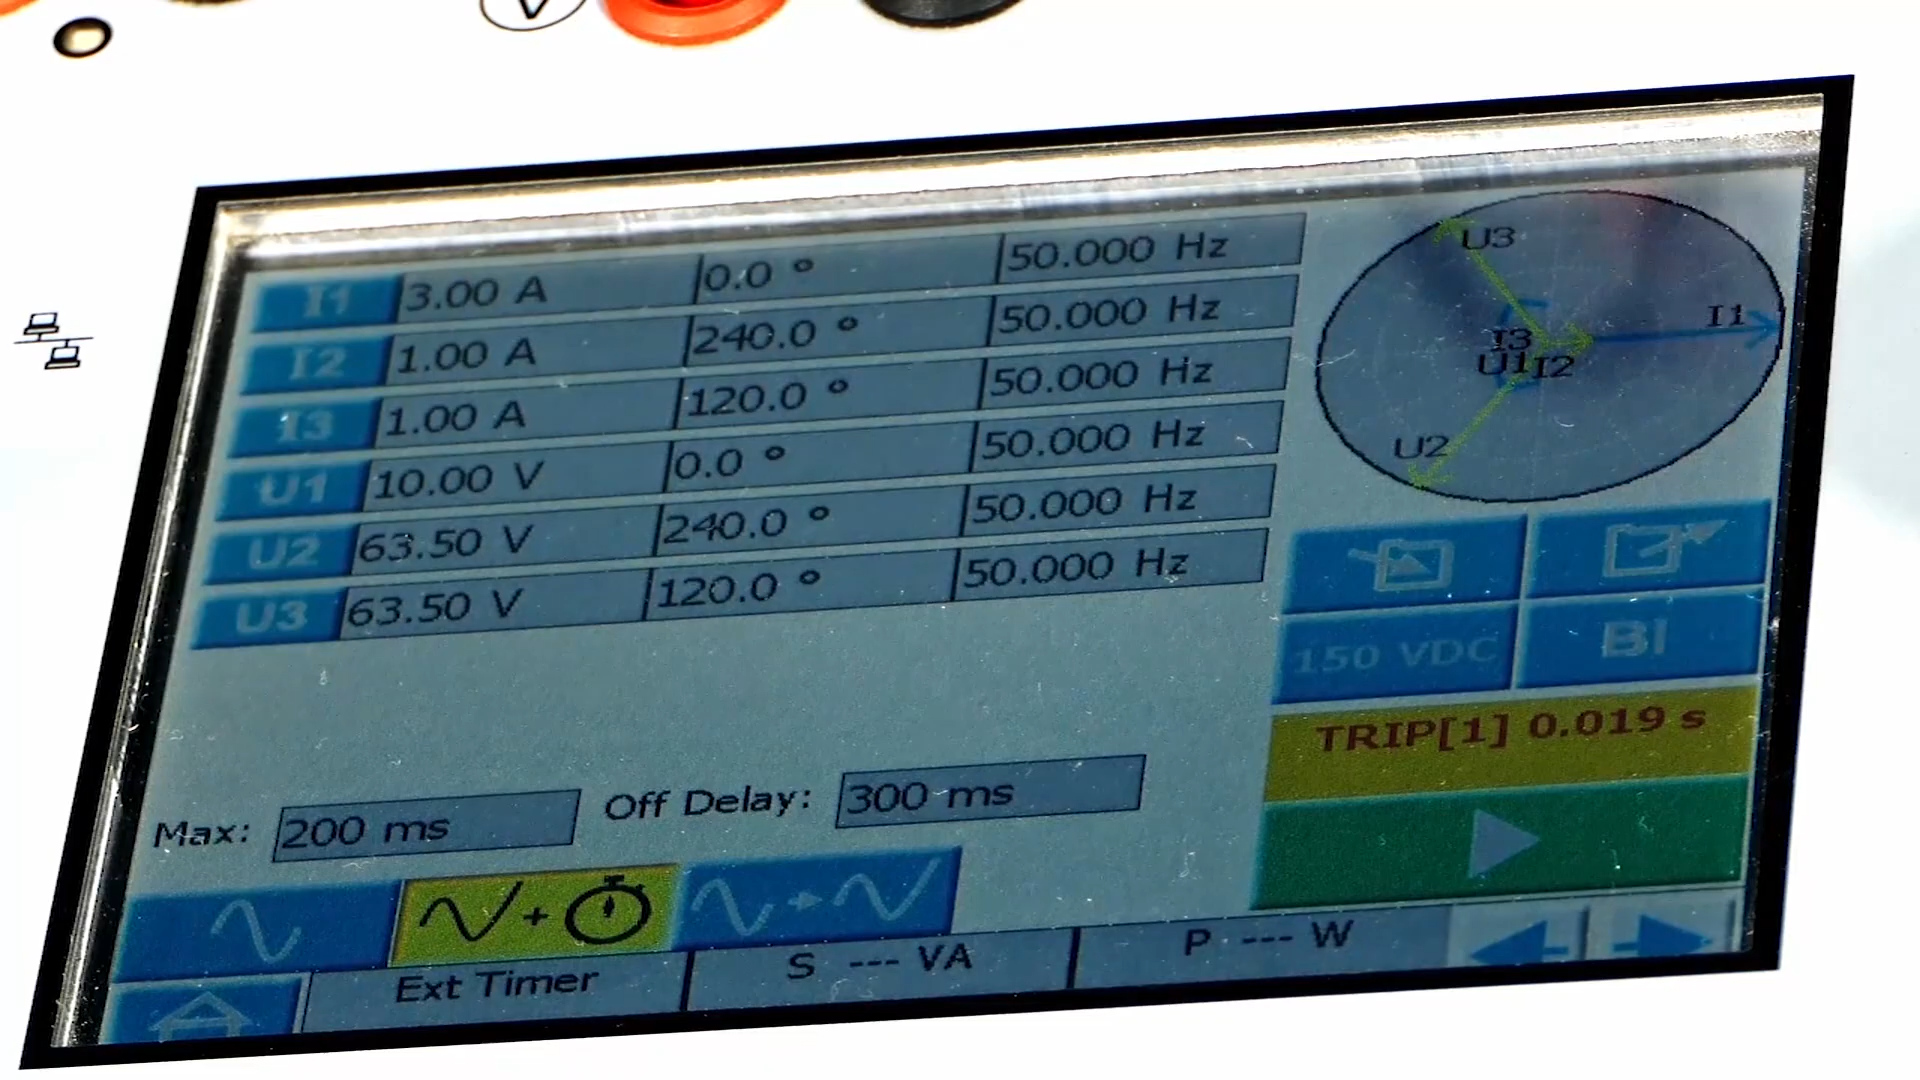 V
I1 3.00 A 0.0 ° 50.000 Hz
I2 1.00 A 240.0 ° 50.000 Hz
I3 1.00 A 120.0 ° 50.000 Hz
U1 10.00 V 0.0 ° 50.000 Hz
U2 63.50 V 240.0 ° 50.000 Hz
U3 63.50 V 120.0 ° 50.000 Hz
U3
I1
I3
U1 I2
U2
150 VDC BI
TRIP[1] 0.019 s
Max: 200 ms Off Delay: 300 ms
+
Ext Timer S --- VA P --- W